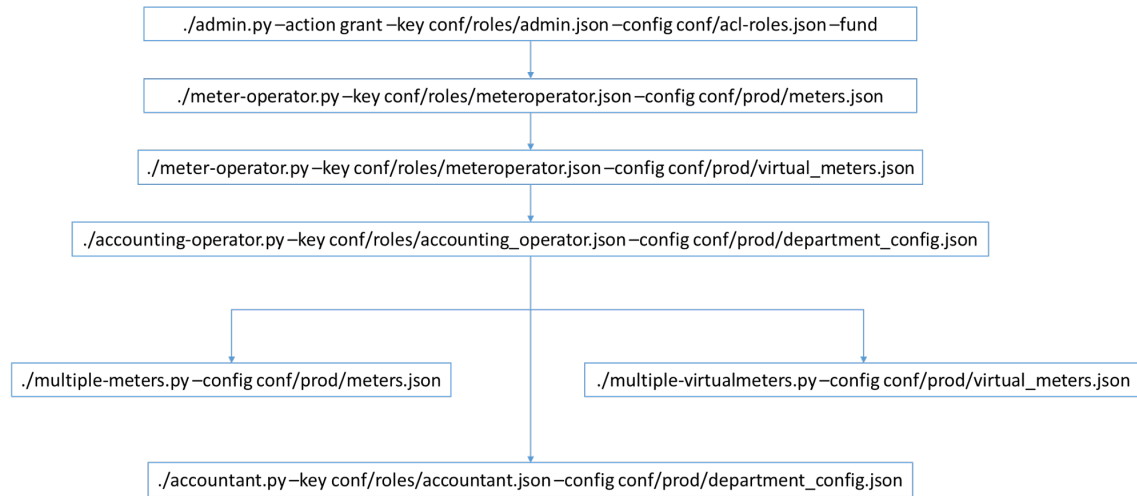 ./admin.py –action grant –key conf/roles/admin.json –config conf/acl-roles.json –fund
./meter-operator.py –key conf/roles/meteroperator.json –config conf/prod/meters.json
./meter-operator.py –key conf/roles/meteroperator.json –config conf/prod/virtual_meters.json
./accounting-operator.py –key conf/roles/accounting_operator.json –config conf/prod/department_config.json
./multiple-meters.py –config conf/prod/meters.json
./multiple-virtualmeters.py –config conf/prod/virtual_meters.json
./accountant.py –key conf/roles/accountant.json –config conf/prod/department_config.json